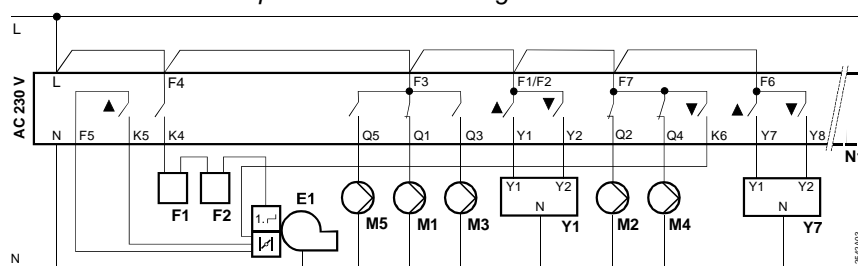 L
AC 230 V
L F4 F3 F1/F2 F7 F6
N F5 K5 K4 Q5 Q1 Q3 Y1 Y2 Q2 Q4 K6 Y7 Y8
N1
F1 F2 E1 M5 M1 M3 Y1 Y2 N Y1 M2 M4 Y1 Y2 N Y7
1.
N